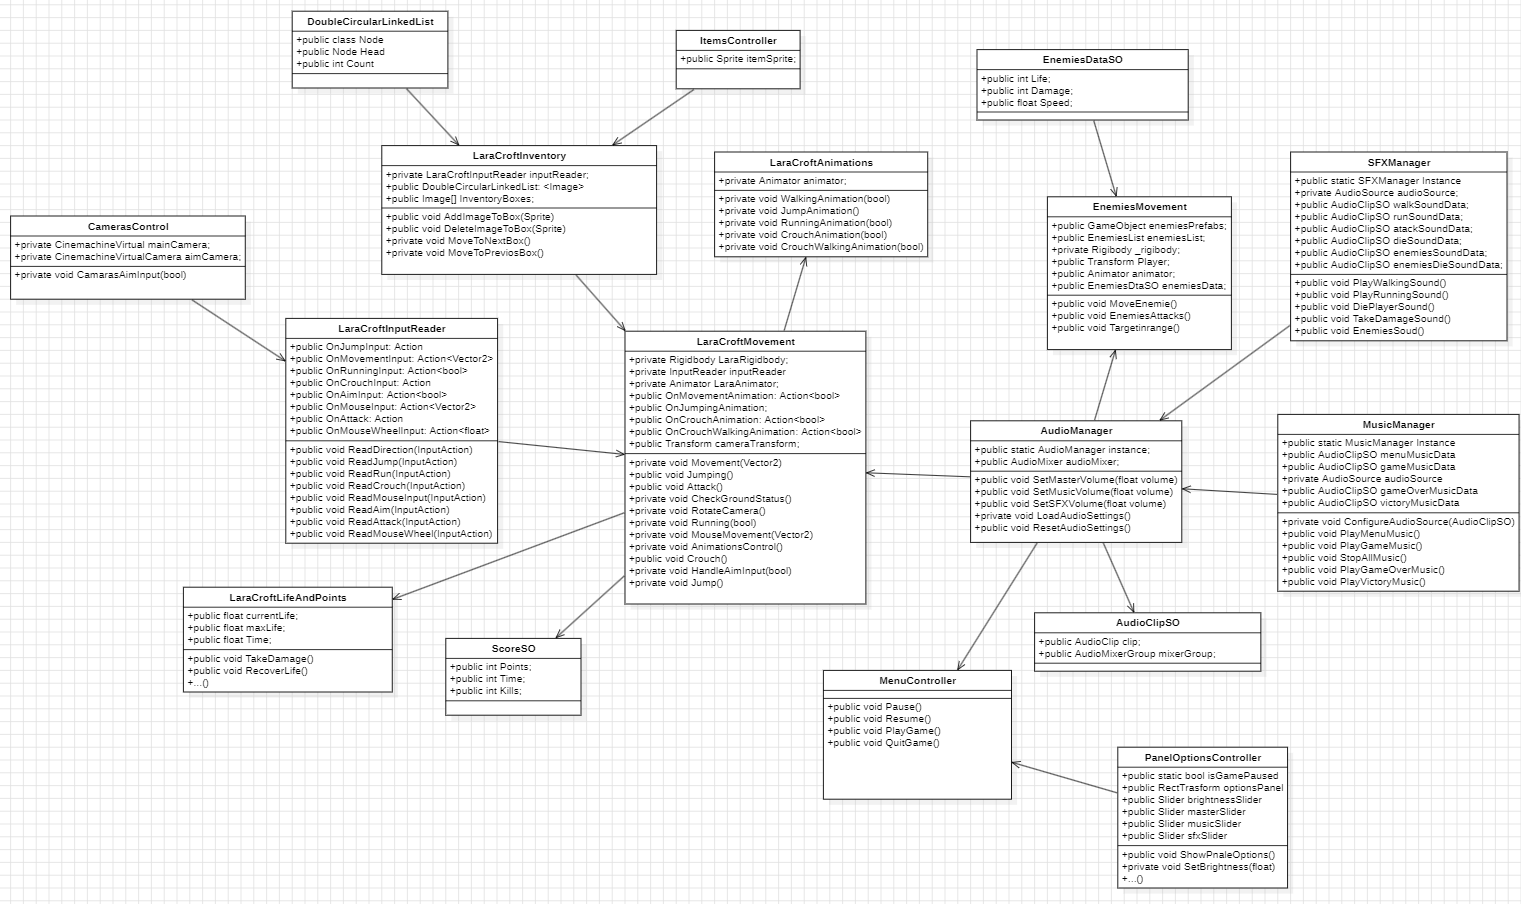 DoubleCircularLinkedList
+public class Node
+public Node Head
+public int Count
ItemsController
+public Sprite itemSprite;
EnemiesDataSO
+public int Life;
+public int Damage;
+public float Speed;
LaraCroftInventory
+private LaraCroftInputReader inputReader;
+public DoubleCircularLinkedList: <Image>
+public Image[] InventoryBoxes;
+public void AddImageToBox(Sprite)
+public void DeleteImageToBox(Sprite)
+private void MoveToNextBox()
+private void MoveToPreviosBox()
LaraCroftAnimations
+private Animator animator;
+private void WalkingAnimation(bool)
+private void JumpAnimation()
+private void RunningAnimation(bool)
+private void CrouchAnimation(bool)
+private void CrouchWalkingAnimation(bool)
SFXManager
+public static SFXManager Instance
+private AudioSource audioSource;
+public AudioClipSO walkSoundData;
+public AudioClipSO runSoundData;
+public AudioClipSO atackSoundData;
+public AudioClipSO dieSoundData;
+public AudioClipSO enemiesSoundData;
+public AudioClipSO enemiesDieSoundData;
+public void PlayWalkingSound()
+public void PlayRunningSound()
+public void DiePlayerSound()
+public void TakeDamageSound()
+public void EnemiesSoud()
EnemiesMovement
+public GameObject enemiesPrefabs;
+public EnemiesList enemiesList;
+private Rigibody _rigibody;
+public Transform Player;
+public Animator animator;
+public EnemiesDtaSO enemiesData;
+public void MoveEnemie()
+public void EnemiesAttacks()
+public void Targetinrange()
CamerasControl
+private CinemachineVirtual mainCamera;
+private CinemachineVirtualCamera aimCamera;
+private void CamarasAimInput(bool)
LaraCroftInputReader
+public OnJumpInput: Action
+public OnMovementInput: Action<Vector2>
+public OnRunningInput: Action<bool>
+public OnCrouchInput: Action
+public OnAimInput: Action<bool>
+public OnMouseInput: Action<Vector2>
+public OnAttack: Action
+public OnMouseWheelInput: Action<float>
+public void ReadDirection(InputAction)
+public void ReadJump(InputAction)
+public void ReadRun(InputAction)
+public void ReadCrouch(InputAction)
+public void ReadMouseInput(InputAction)
+public void ReadAim(InputAction)
+public void ReadAttack(InputAction)
+public void ReadMouseWheel(InputAction)
LaraCroftMovement
+private Rigidbody LaraRigidbody;
+private InputReader inputReader
+private Animator LaraAnimator;
+public OnMovementAnimation: Action<bool>
+public OnJumpingAnimation;
+public OnCrouchAnimation: Action<bool>
+public OnCrouchWalkingAnimation: Action<bool>
+public Transform cameraTransform;
+private void Movement(Vector2)
+public void Jumping()
+public void Attack()
+private void CheckGroundStatus()
+private void RotateCamera()
+private void Running(bool)
+private void MouseMovement(Vector2)
+private void AnimationsControl()
+public void Crouch()
+private void HandleAimInput(bool)
+private void Jump()
AudioManager
+public static AudioManager instance;
+public AudioMixer audioMixer;
+public void SetMasterVolume(float volume)
+public void SetMusicVolume(float volume)
+public void SetSFXVolume(float volume)
+private void LoadAudioSettings()
+public void ResetAudioSettings()
MusicManager
+public static MusicManager Instance
+public AudioClipSO menuMusicData
+public AudioClipSO gameMusicData
+private AudioSource audioSource
+public AudioClipSO gameOverMusicData
+public AudioClipSO victoryMusicData
+private void ConfigureAudioSource(AudioClipSO)
+public void PlayMenuMusic()
+public void PlayGameMusic()
+public void StopAllMusic()
+public void PlayGameOverMusic()
+public void PlayVictoryMusic()
LaraCroftLifeAndPoints
+public float currentLife;
+public float maxLife;
+public float Time;
+public void TakeDamage()
+public void RecoverLife()
+...()
ScoreSO
+public int Points;
+public int Time;
+public int Kills;
AudioClipSO
+public AudioClip clip;
+public AudioMixerGroup mixerGroup;
MenuController
+public void Pause()
+public void Resume()
+public void PlayGame()
+public void QuitGame()
PanelOptionsController
+public static bool isGamePaused
+public RectTrasform optionsPanel
+public Slider brightnessSlider
+public Slider masterSlider
+public Slider musicSlider
+public Slider sfxSlider
+public void ShowPnaleOptions()
+private void SetBrightness(float)
+...()